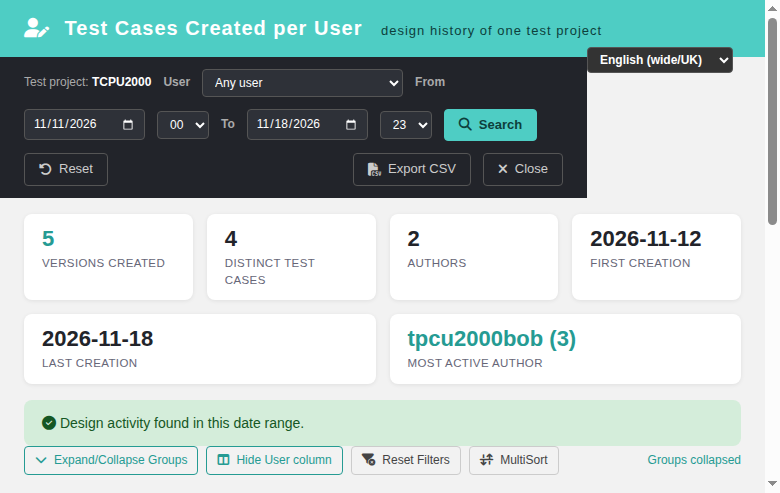 Test Cases Created per User design history of one test project
English (wide/UK)
Test project: TCPU2000 User Any user From
11/11/2026 00 To 11/18/2026 23 Search
Reset Export CSV Close
5
VERSIONS CREATED
4
DISTINCT TEST
CASES
2
AUTHORS
2026-11-12
FIRST CREATION
2026-11-18
LAST CREATION
tpcu2000bob (3)
MOST ACTIVE AUTHOR
Design activity found in this date range.
Expand/Collapse Groups Hide User column Reset Filters MultiSort Groups collapsed